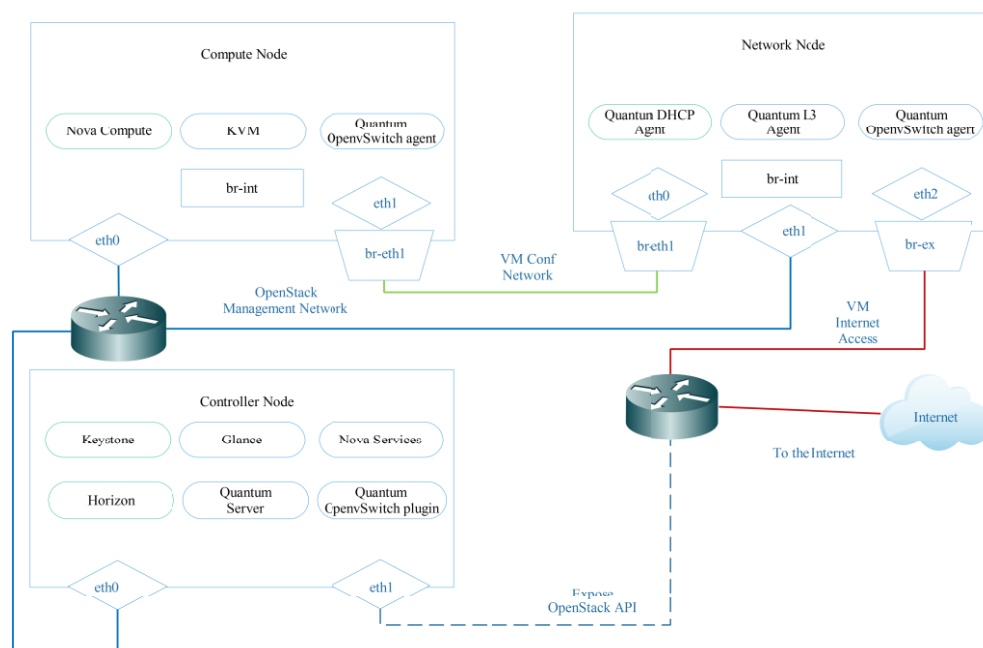 Compute Node
Nova Compute
KVM
Quantum
OpenvSwitch agent
br-int
eth1
eth0
br-eth1
Network Node
Quantum DHCP
Agent
Quantum L3
Agent
Quantum
OpenvSwitch agent
br-int
eth2
eth1
br-ex
VM Conf
Network
OpenStack
Management Network
VM
Internet
Access
Controller Node
Keystone
Glance
Nova Services
Horizon
Quantum
Server
Quantum
OpenvSwitch plugin
eth0
eth1
Internet
To the Internet
Expose
OpenStack API